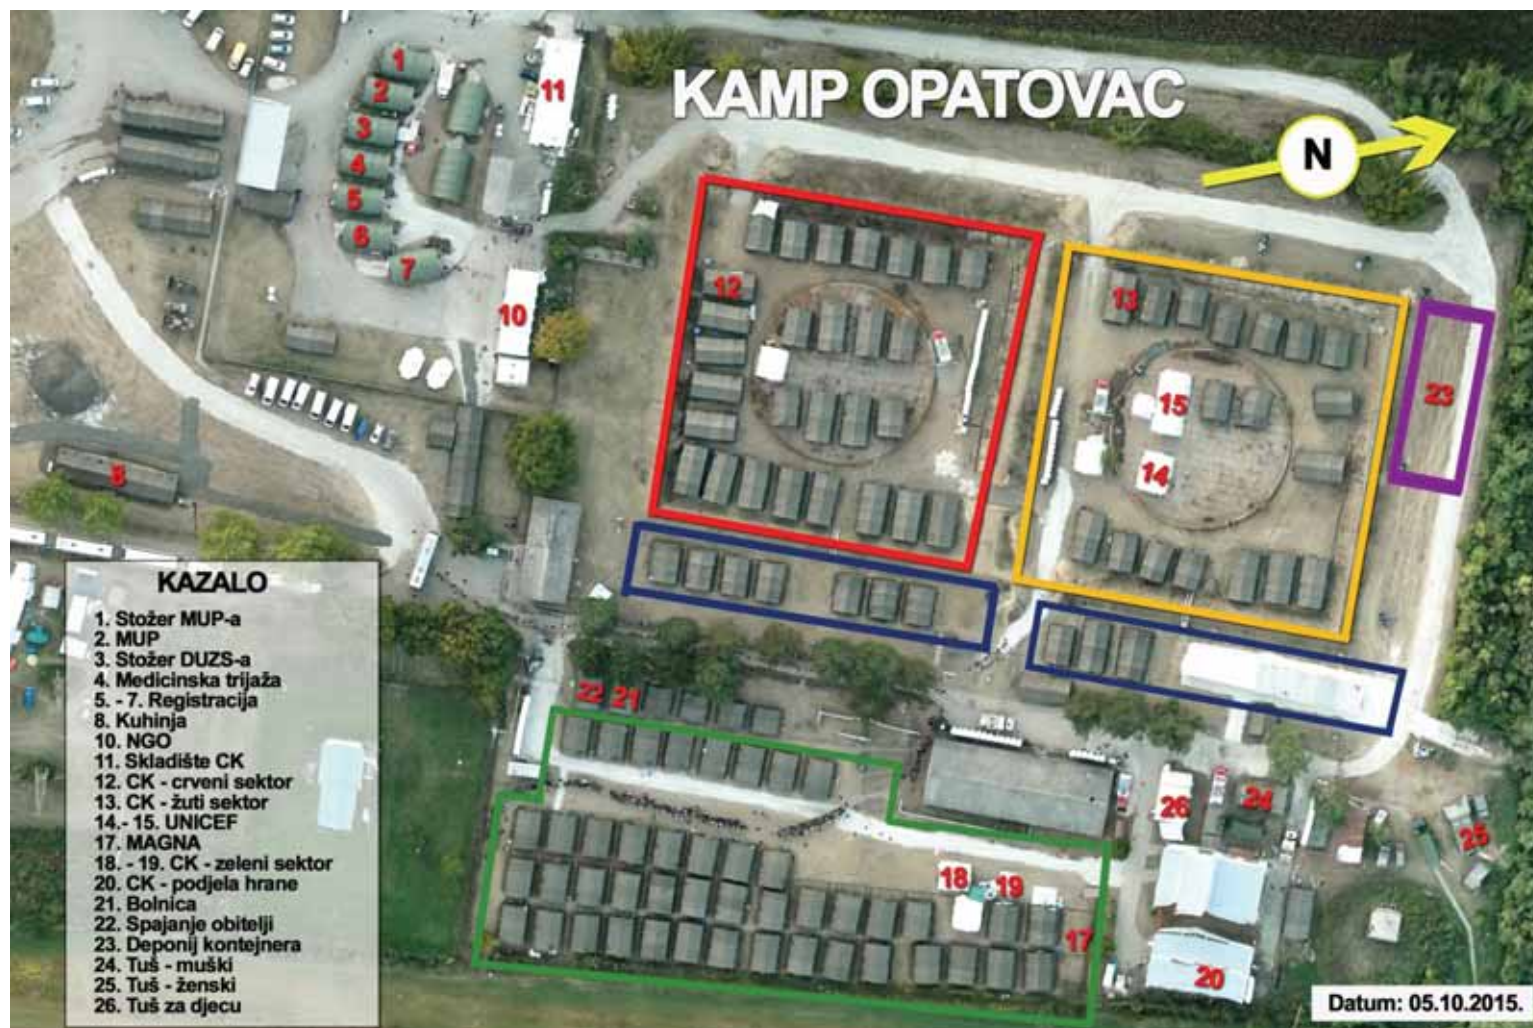 KAMP OPATOVAC
N
1
2
3
4
5
6
7
11
10
12
13
15
14
23
8
22
21
18
19
17
26
24
25
20
KAZALO
1. Stožer MUP-a
2. MUP
3. Stožer DUZS-a
4. Medicinska trijaža
5. - 7. Registracija
8. Kuhinja
10. NGO
11. Skladište CK
12. CK - crveni sektor
13. CK - žuti sektor
14.- 15. UNICEF
17. MAGNA
18. - 19. CK - zeleni sektor
20. CK - podjela hrane
21. Bolnica
22. Spajanje obitelji
23. Deponij kontejnera
24. Tuš - muški
25. Tuš - ženski
26. Tuš za djecu
Datum: 05.10.2015.